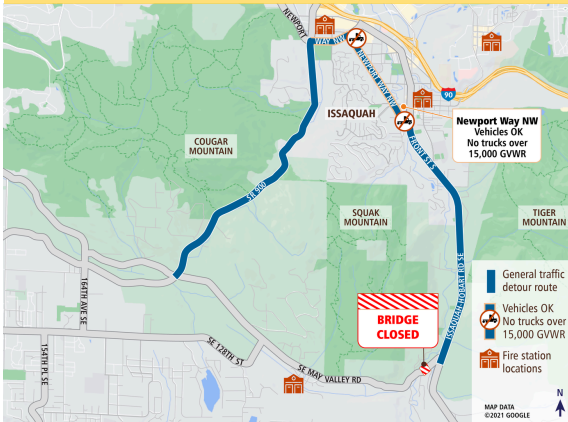 NEWPORT
WAY NW
NEWPORT WAY NW
90
ISSAQUAH
Newport Way NW
Vehicles OK
No trucks over
15,000 GVWR
FRONT ST S
COUGAR
MOUNTAIN
SR 900
SQUAK
MOUNTAIN
TIGER
MOUNTAIN
ISSAQUAH-HOBART RD SE
164TH AVE SE
154TH PL SE
SE 128TH ST
SE MAY VALLEY RD
BRIDGE
CLOSED
General traffic
detour route
Vehicles OK
No trucks over
15,000 GVWR
Fire station
locations
MAP DATA
©2021 GOOGLE
N